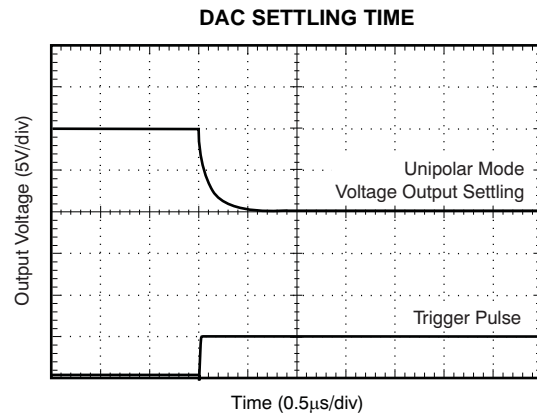 DAC SETTLING TIME
Output Voltage (5V/div)
Unipolar Mode
Voltage Output Settling
Trigger Pulse
Time (0.5µs/div)